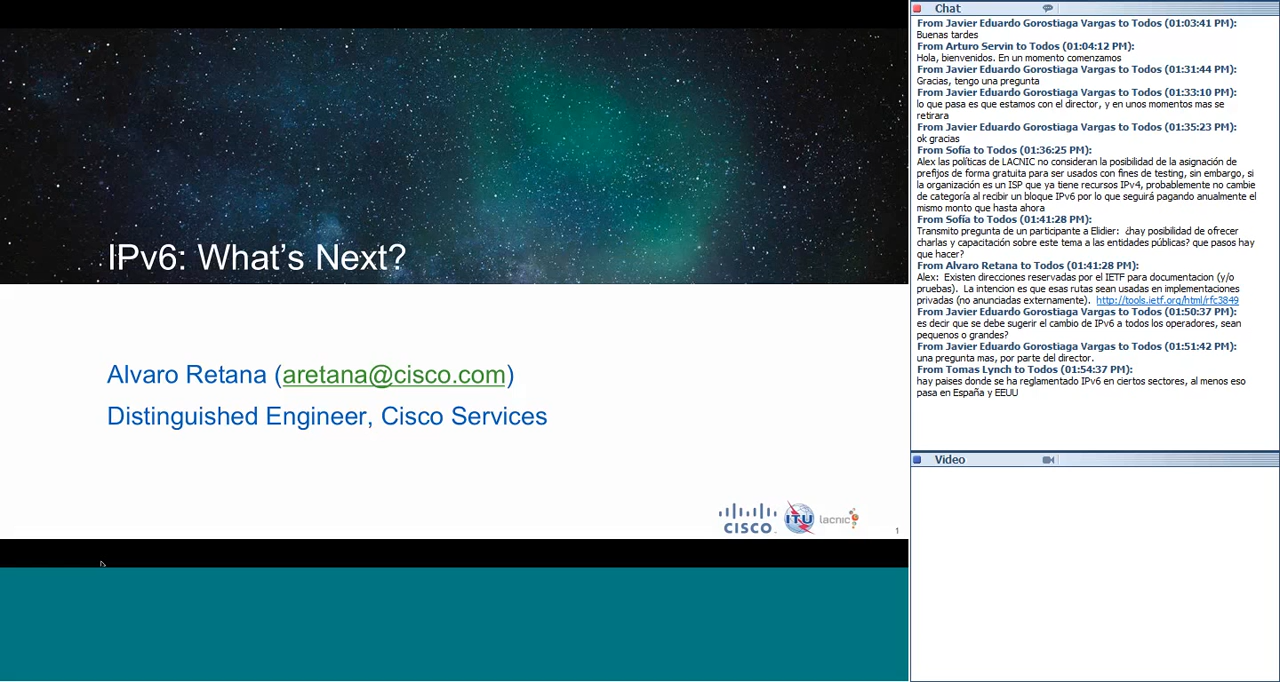 IPv6: What's Next?
Alvaro Retana (aretana@cisco.com)
Distinguished Engineer, Cisco Services
CISCO
ITU
lacnic
1
Chat
From Javier Eduardo Gorostiaga Vargas to Todos (01:03:41 PM):
Buenas tardes
From Arturo Servin to Todos (01:04:12 PM):
Hola, bienvenidos. En un momento comenzamos
From Javier Eduardo Gorostiaga Vargas to Todos (01:31:44 PM):
Gracias, tengo una pregunta
From Javier Eduardo Gorostiaga Vargas to Todos (01:33:10 PM):
lo que pasa es que estamos con el director, y en unos momentos mas se
retirara
From Javier Eduardo Gorostiaga Vargas to Todos (01:35:23 PM):
ok gracias
From Sofía to Todos (01:36:25 PM):
Alex las políticas de LACNIC no consideran la posibilidad de la asignación de
prefijos de forma gratuita para ser usados con fines de testing, sin embargo, si
la organización es un ISP que ya tiene recursos IPv4, probablemente no cambie
de categoría al recibir un bloque IPv6 por lo que seguirá pagando anualmente el
mismo monto que hasta ahora
From Sofía to Todos (01:41:28 PM):
Transmito pregunta de un participante a Elidier: ¿hay posibilidad de ofrecer
charlas y capacitación sobre este tema a las entidades públicas? que pasos hay
que hacer?
From Alvaro Retana to Todos (01:41:28 PM):
Alex: Existen direcciones reservadas por el IETF para documentacion (y/o
pruebas). La intencion es que esas rutas sean usadas en implementaciones
privadas (no anunciadas externamente). http://tools.ietf.org/html/rfc3849
From Javier Eduardo Gorostiaga Vargas to Todos (01:50:37 PM):
es decir que se debe sugerir el cambio de IPv6 a todos los operadores, sean
pequenos o grandes?
From Javier Eduardo Gorostiaga Vargas to Todos (01:51:42 PM):
una pregunta mas, por parte del director.
From Tomas Lynch to Todos (01:54:37 PM):
hay paises donde se ha reglamentado IPv6 en ciertos sectores, al menos eso
pasa en España y EEUU
Video